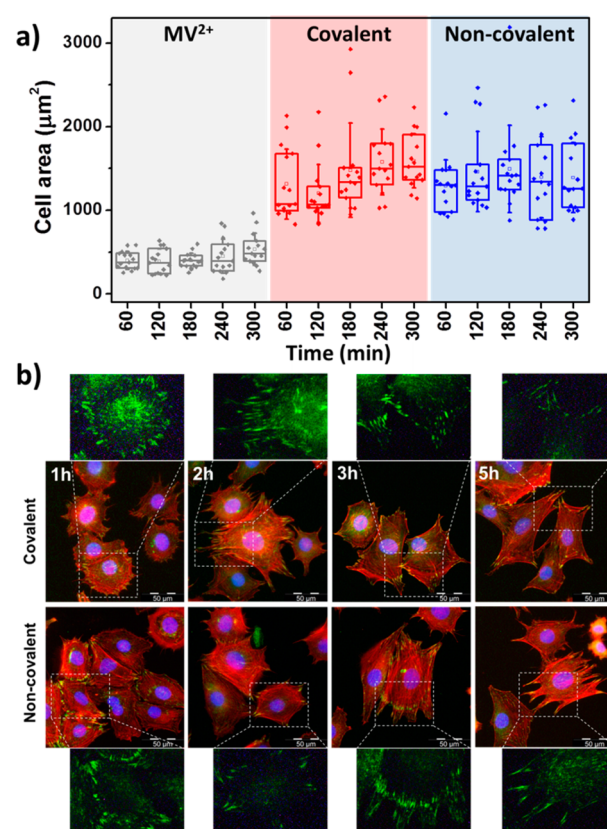 a)
MV²⁺
Covalent
Non-covalent
Cell area (μm²)
3000
2000
1000
0
60
120
180
240
300
60
120
180
240
300
60
120
180
240
300
Time (min)
b)
Covalent
1h
50 μm
2h
50 μm
3h
50 μm
5h
50 μm
Non-covalent
50 μm
50 μm
50 μm
50 μm